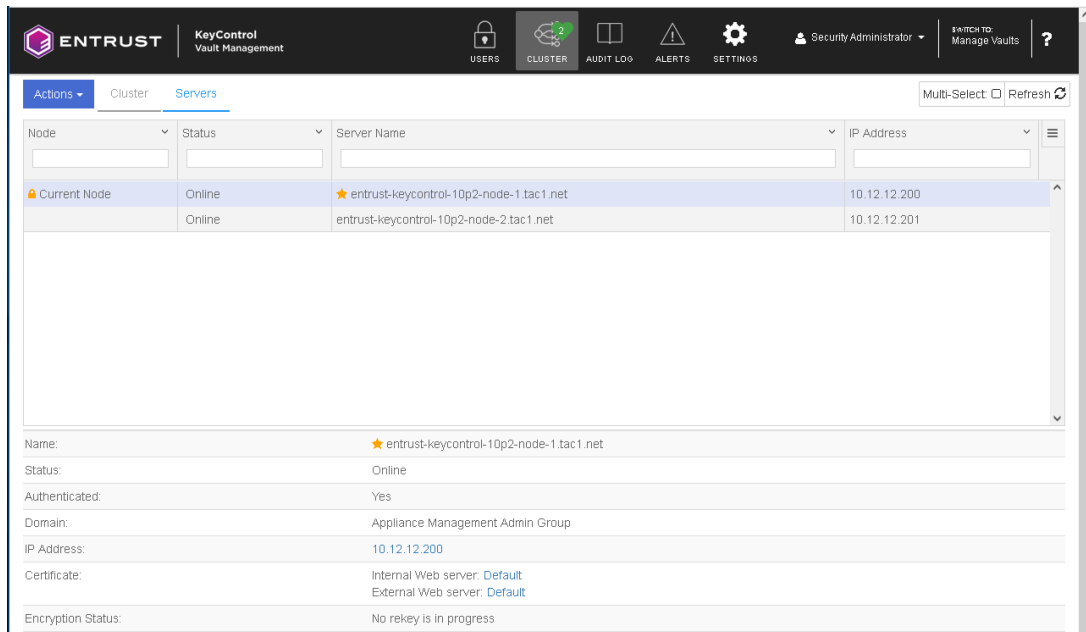 ENTRUST
KeyControl
Vault Management
USERS
2
CLUSTER
AUDIT LOG
ALERTS
SETTINGS
Security Administrator
SWITCH TO:
Manage Vaults
?
Actions
Cluster
Servers
Multi-Select:
Refresh
Node Status Server Name IP Address
Current Node Online entrust-keycontrol-10p2-node-1.tac1.net 10.12.12.200
Online entrust-keycontrol-10p2-node-2.tac1.net 10.12.12.201
Name: entrust-keycontrol-10p2-node-1.tac1.net
Status: Online
Authenticated: Yes
Domain: Appliance Management Admin Group
IP Address: 10.12.12.200
Certificate: Internal Web server: Default
External Web server: Default
Encryption Status: No rekey is in progress